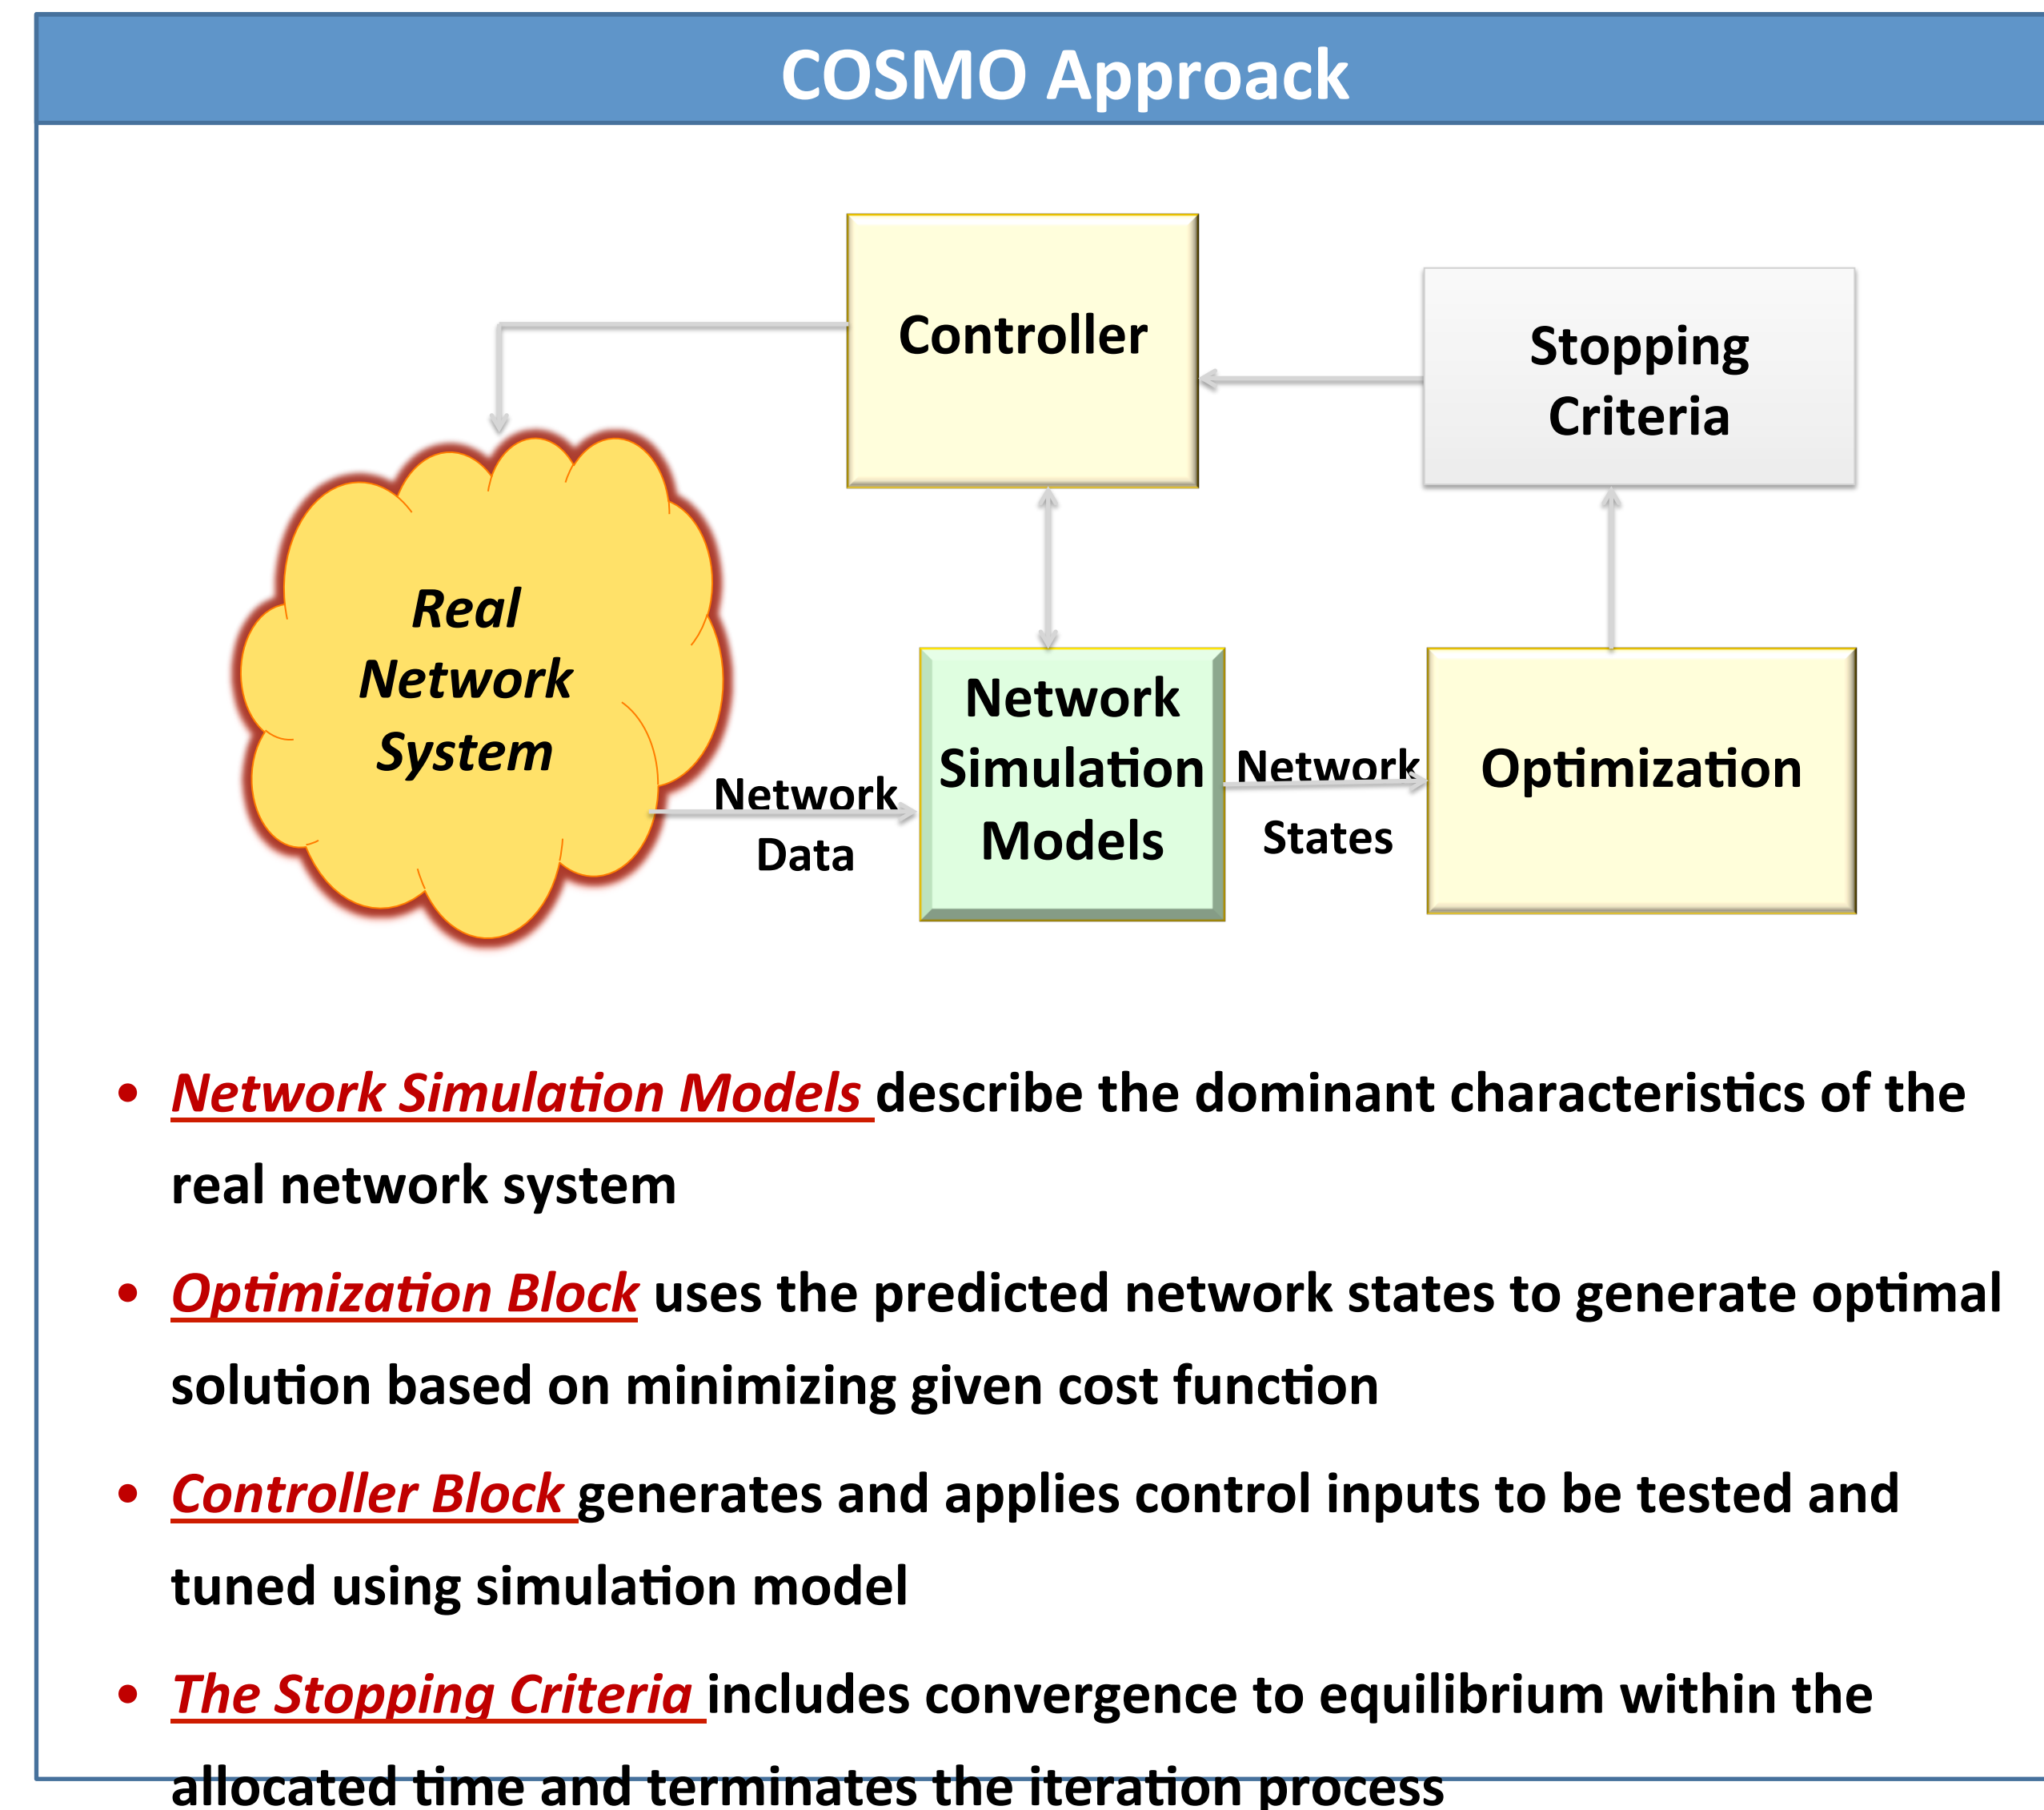 COSMO Approack
Controller
Stopping
Criteria
Real
Network
System
Network
Data
Network
Simulation
Models
Network
States
Optimization
• Network Simulation Models describe the dominant characteristics of the
real network system
• Optimization Block uses the predicted network states to generate optimal
solution based on minimizing given cost function
• Controller Block generates and applies control inputs to be tested and
tuned using simulation model
• The Stopping Criteria includes convergence to equilibrium within the
allocated time and terminates the iteration process